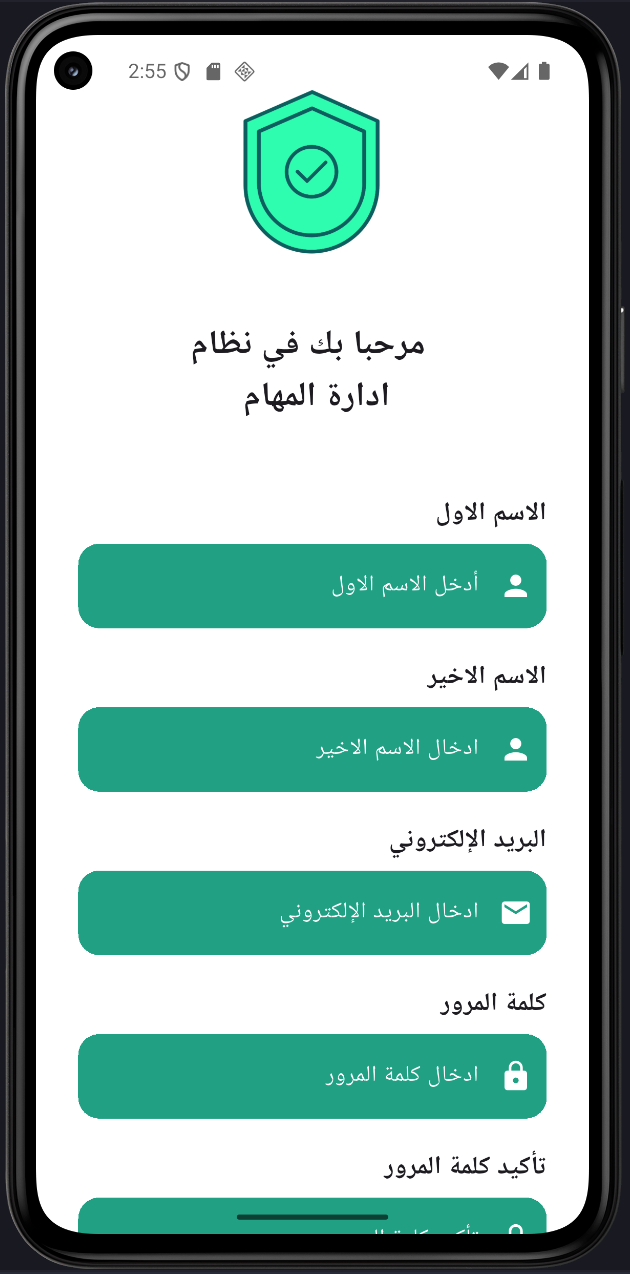 2:55
مرحبا بك في نظام
ادارة المهام
الاسم الاول
أدخل الاسم الاول
الاسم الاخير
ادخال الاسم الاخير
البريد الإلكتروني
ادخال البريد الإلكتروني
كلمة المرور
ادخال كلمة المرور
تأكيد كلمة المرور